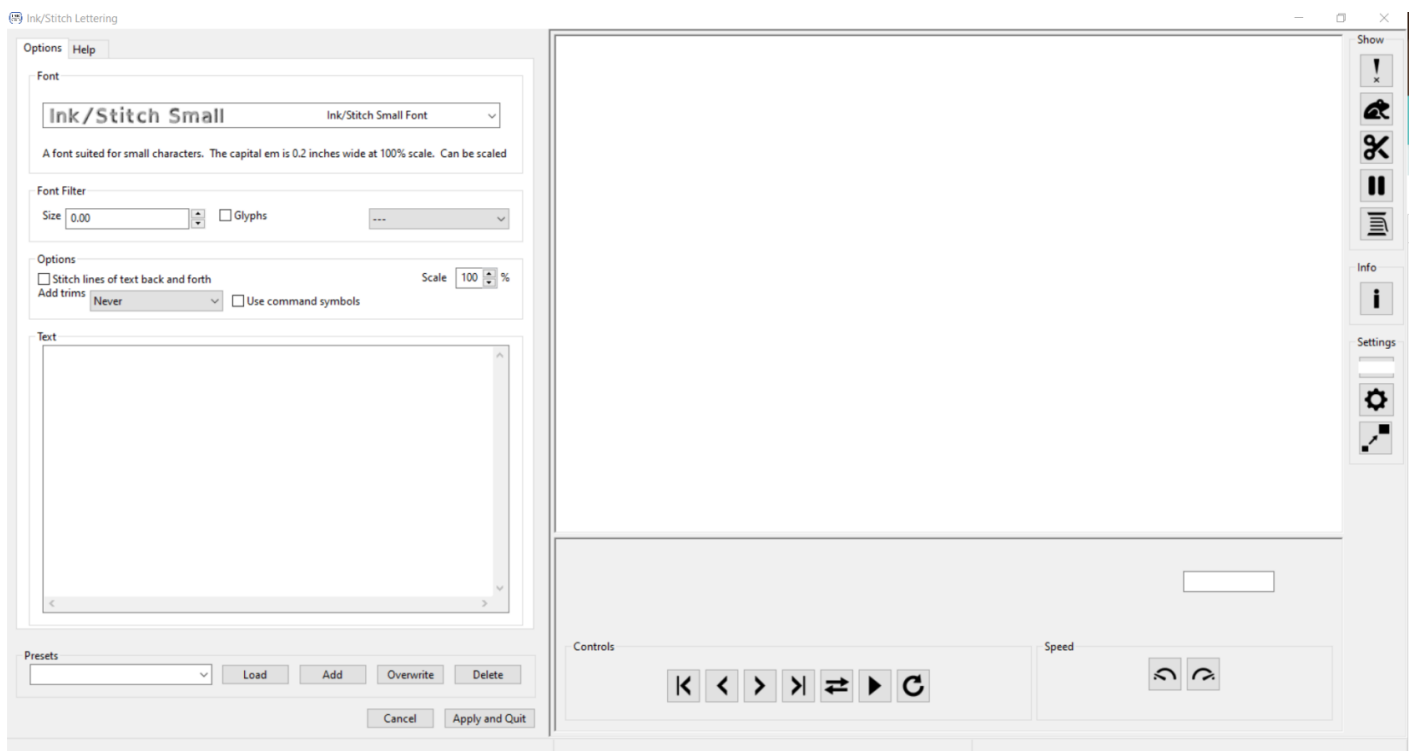 Ink/Stitch Lettering
Options Help
Font
Ink/Stitch Small Ink/Stitch Small Font
A font suited for small characters. The capital em is 0.2 inches wide at 100% scale. Can be scaled
Font Filter
Size 0.00 Glyphs ---
Options
Stitch lines of text back and forth Scale 100 %
Add trims Never Use command symbols
Text
Presets
Load Add Overwrite Delete
Cancel Apply and Quit
Controls
Speed
Show
Info
Settings